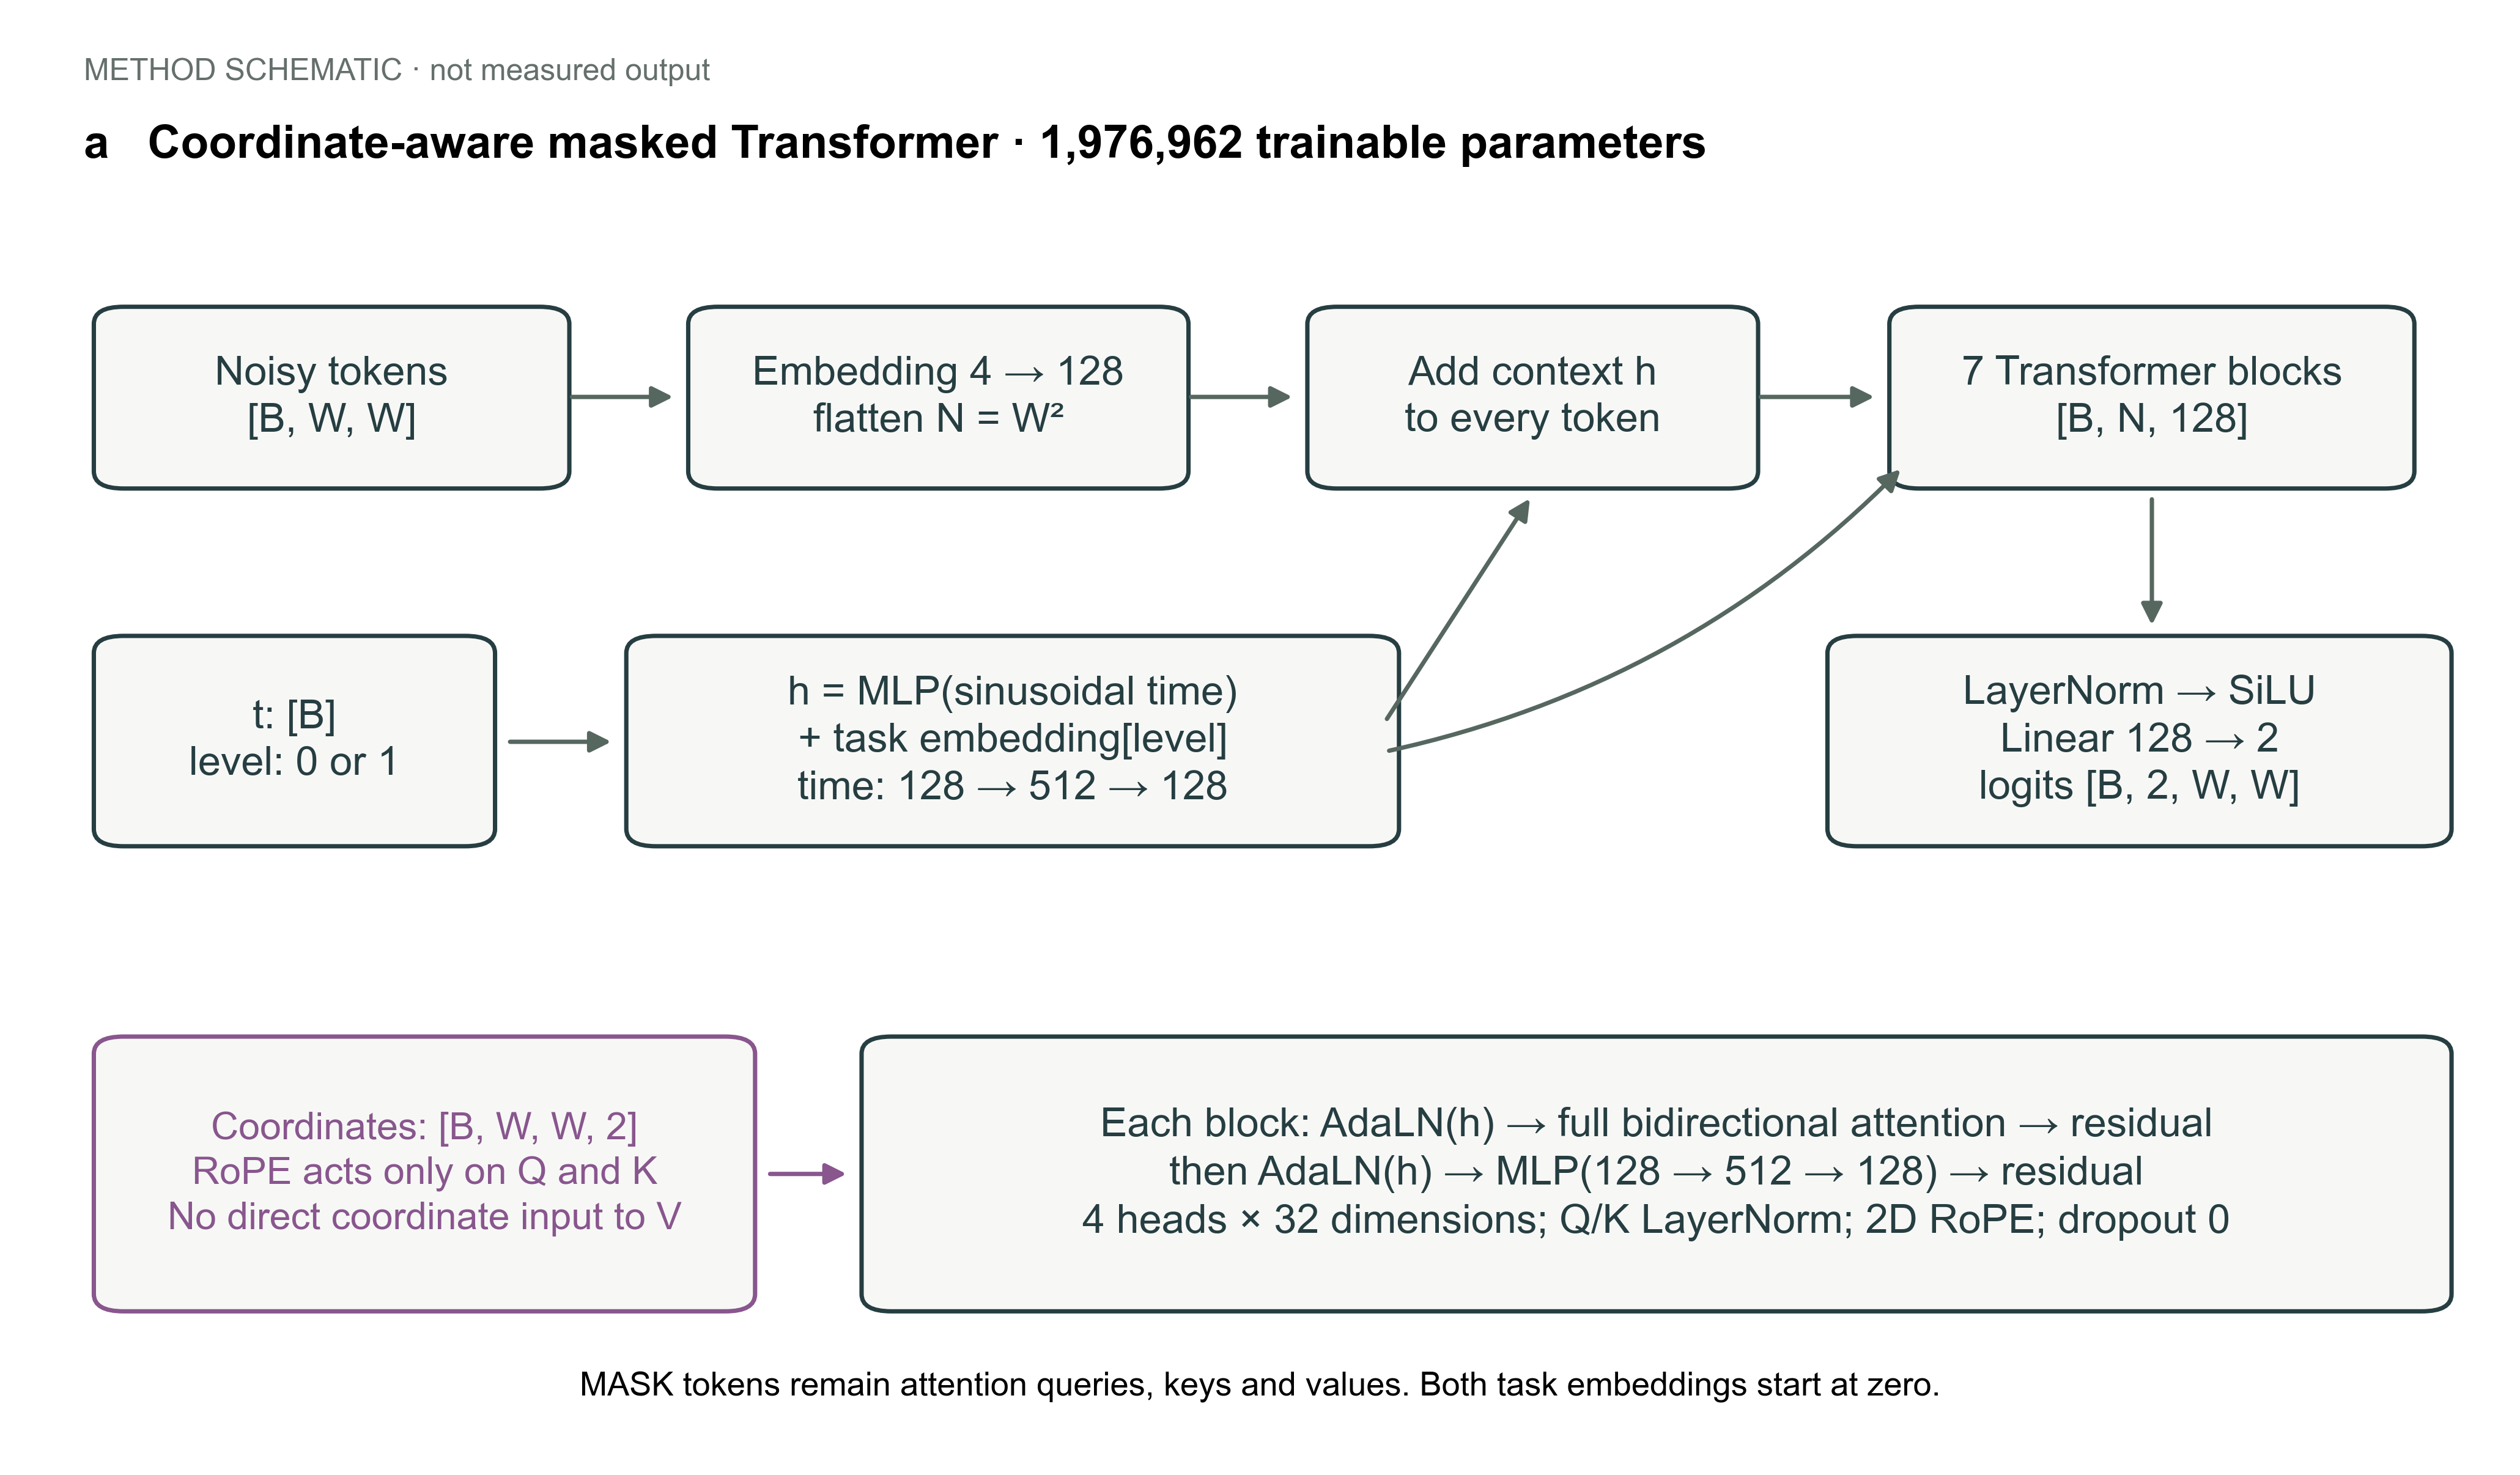 METHOD SCHEMATIC · not measured output
a Coordinate-aware masked Transformer · 1,976,962 trainable parameters
Noisy tokens
[B, W, W]
Embedding 4 → 128
flatten N = W²
Add context h
to every token
7 Transformer blocks
[B, N, 128]
t: [B]
level: 0 or 1
h = MLP(sinusoidal time)
+ task embedding[level]
time: 128 → 512 → 128
LayerNorm → SiLU
Linear 128 → 2
logits [B, 2, W, W]
Coordinates: [B, W, W, 2]
RoPE acts only on Q and K
No direct coordinate input to V
Each block: AdaLN(h) → full bidirectional attention → residual
then AdaLN(h) → MLP(128 → 512 → 128) → residual
4 heads × 32 dimensions; Q/K LayerNorm; 2D RoPE; dropout 0
MASK tokens remain attention queries, keys and values. Both task embeddings start at zero.